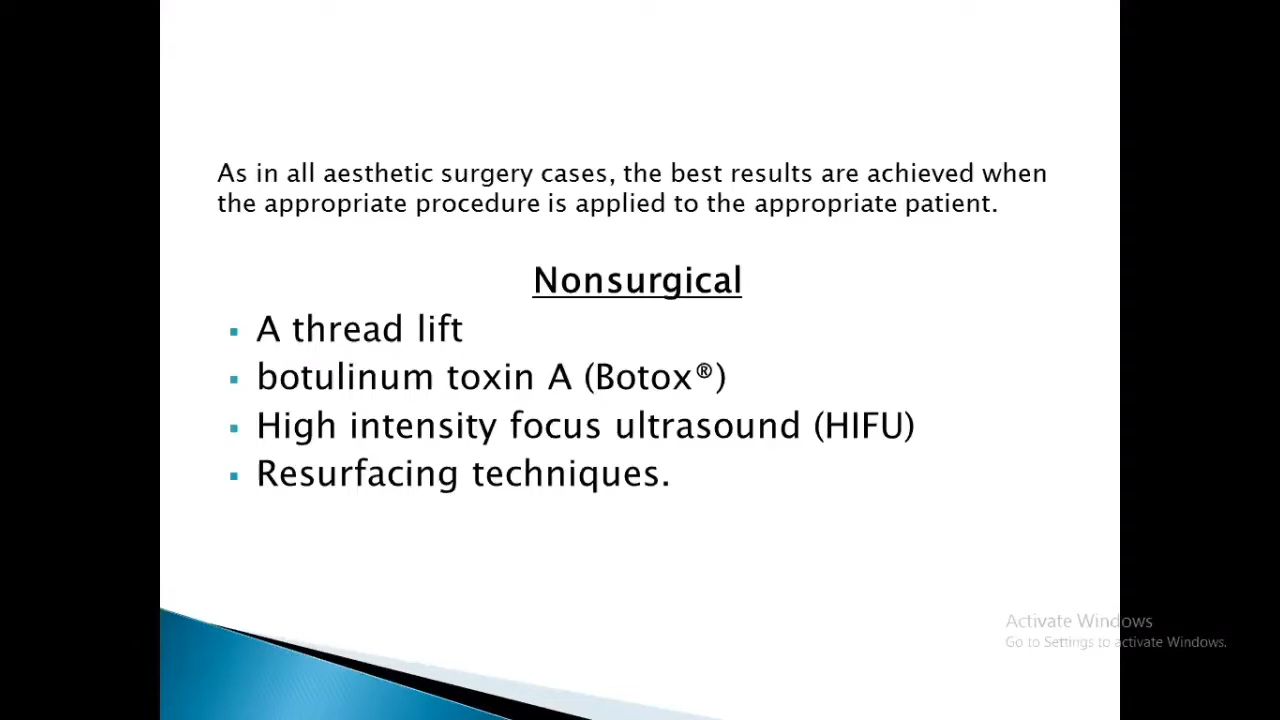 As in all aesthetic surgery cases, the best results are achieved when
the appropriate procedure is applied to the appropriate patient.
Nonsurgical
▪ A thread lift
▪ botulinum toxin A (Botox®)
▪ High intensity focus ultrasound (HIFU)
▪ Resurfacing techniques.
Activate Windows
Go to Settings to activate Windows.